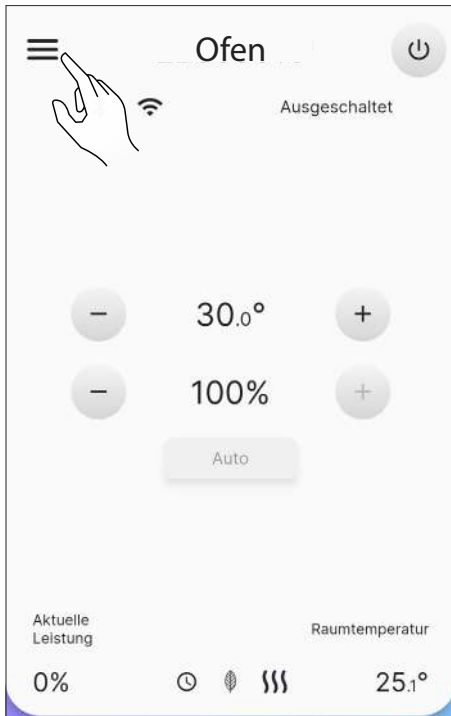 Ofen
Ausgeschaltet
− 30.0° +
− 100% +
Auto
Aktuelle
Leistung
Raumtemperatur
0%
25.1°